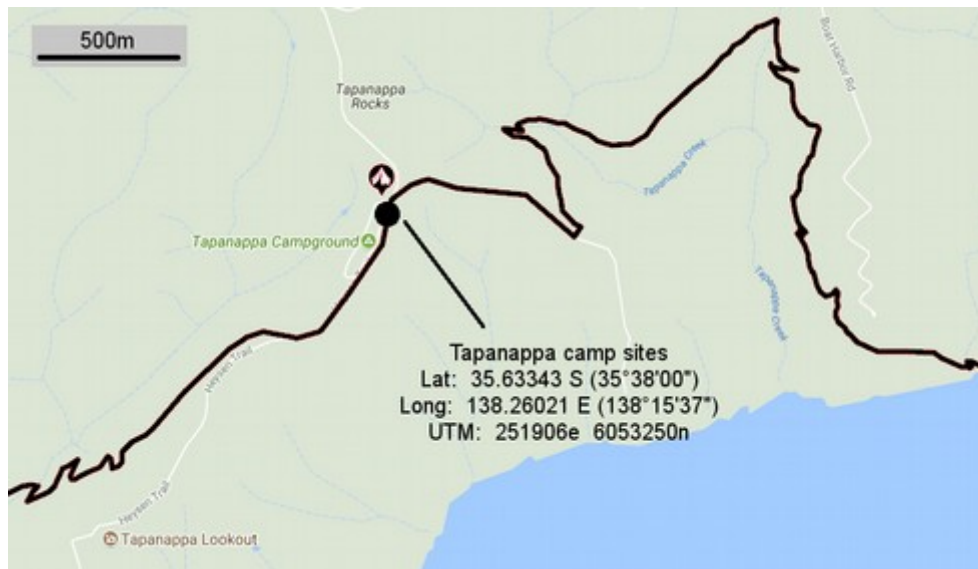 500m
Tapanappa
Rocks
Boat Harbor Rd
Tapanappa Creek
Tapanappa Campground
Tapanappa Creek
Heysen Trail
Tapanappa camp sites
Lat: 35.63343 S (35°38'00")
Long: 138.26021 E (138°15'37")
UTM: 251906e 6053250n
Heysen Trail
Tapanappa Lookout